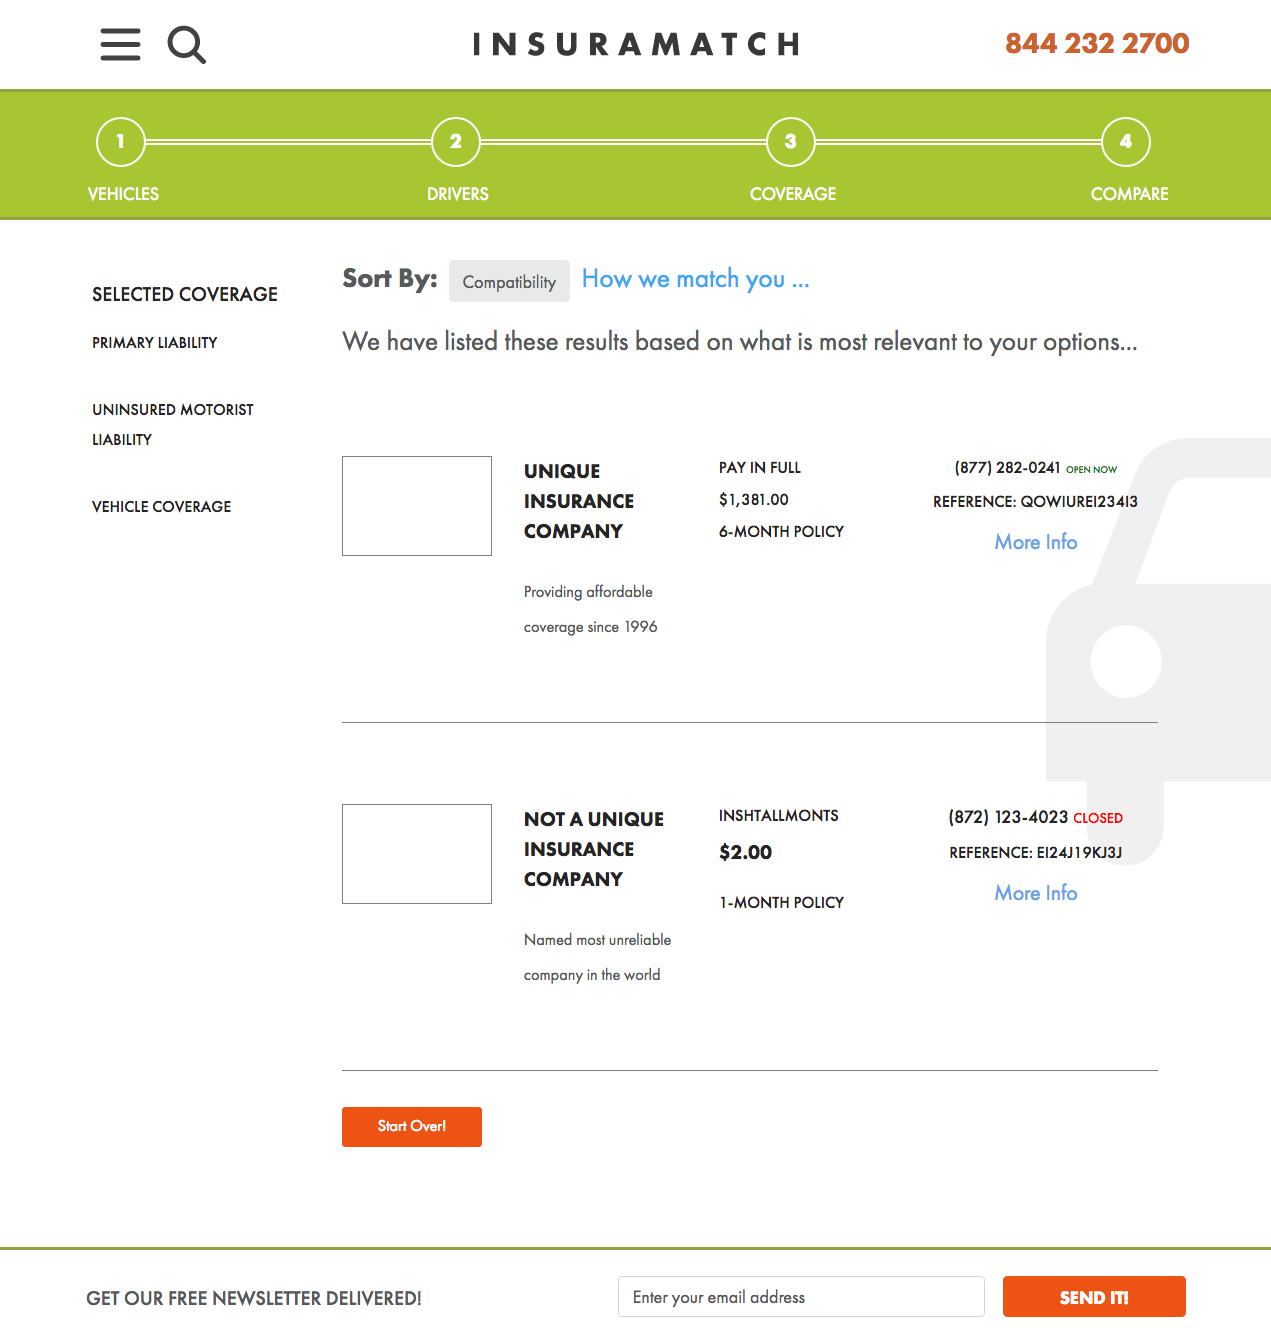 INSURAMATCH
844 232 2700
1
2
3
4
VEHICLES
DRIVERS
COVERAGE
COMPARE
SELECTED COVERAGE
PRIMARY LIABILITY
UNINSURED MOTORIST
LIABILITY
VEHICLE COVERAGE
Sort By: Compatibility How we match you ...
We have listed these results based on what is most relevant to your options...
UNIQUE
INSURANCE
COMPANY
Providing affordable
coverage since 1996
PAY IN FULL
$1,381.00
6-MONTH POLICY
(877) 282-0241 OPEN NOW
REFERENCE: QOWIUREI234I3
More Info
NOT A UNIQUE
INSURANCE
COMPANY
Named most unreliable
company in the world
INSHTALLMONTS
$2.00
1-MONTH POLICY
(872) 123-4023 CLOSED
REFERENCE: EI24J19KJ3J
More Info
Start Over!
GET OUR FREE NEWSLETTER DELIVERED!
Enter your email address
SEND IT!